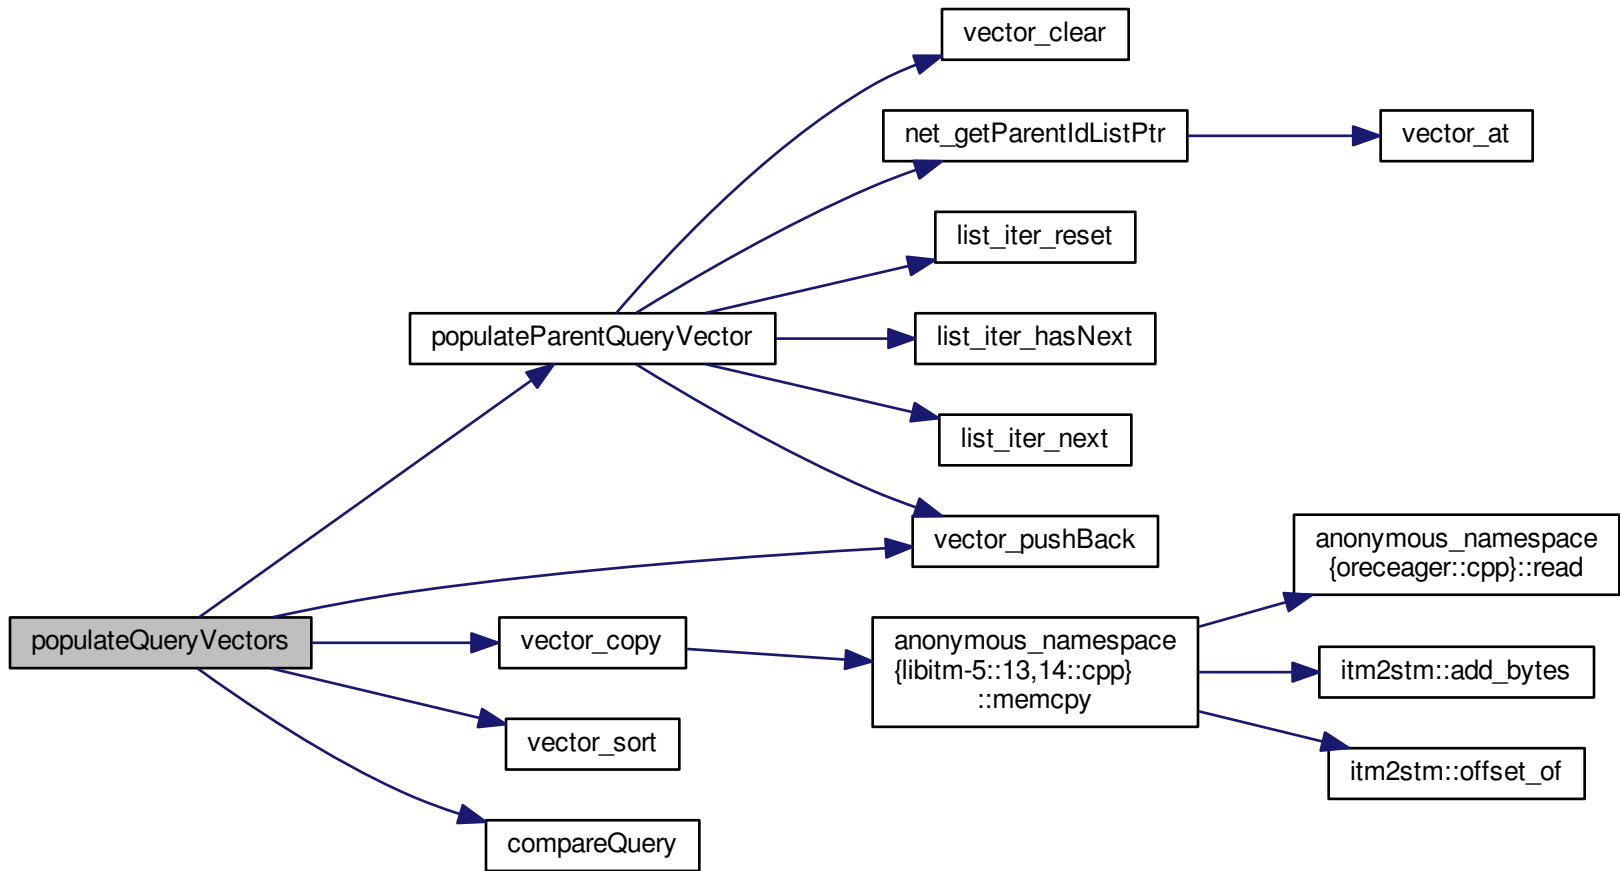 vector_clear
net_getParentIdListPtr
vector_at
list_iter_reset
populateParentQueryVector
list_iter_hasNext
list_iter_next
vector_pushBack
anonymous_namespace
{oreceager::cpp}::read
populateQueryVectors
vector_copy
anonymous_namespace
{libitm-5::13,14::cpp}
::memcpy
itm2stm::add_bytes
vector_sort
itm2stm::offset_of
compareQuery